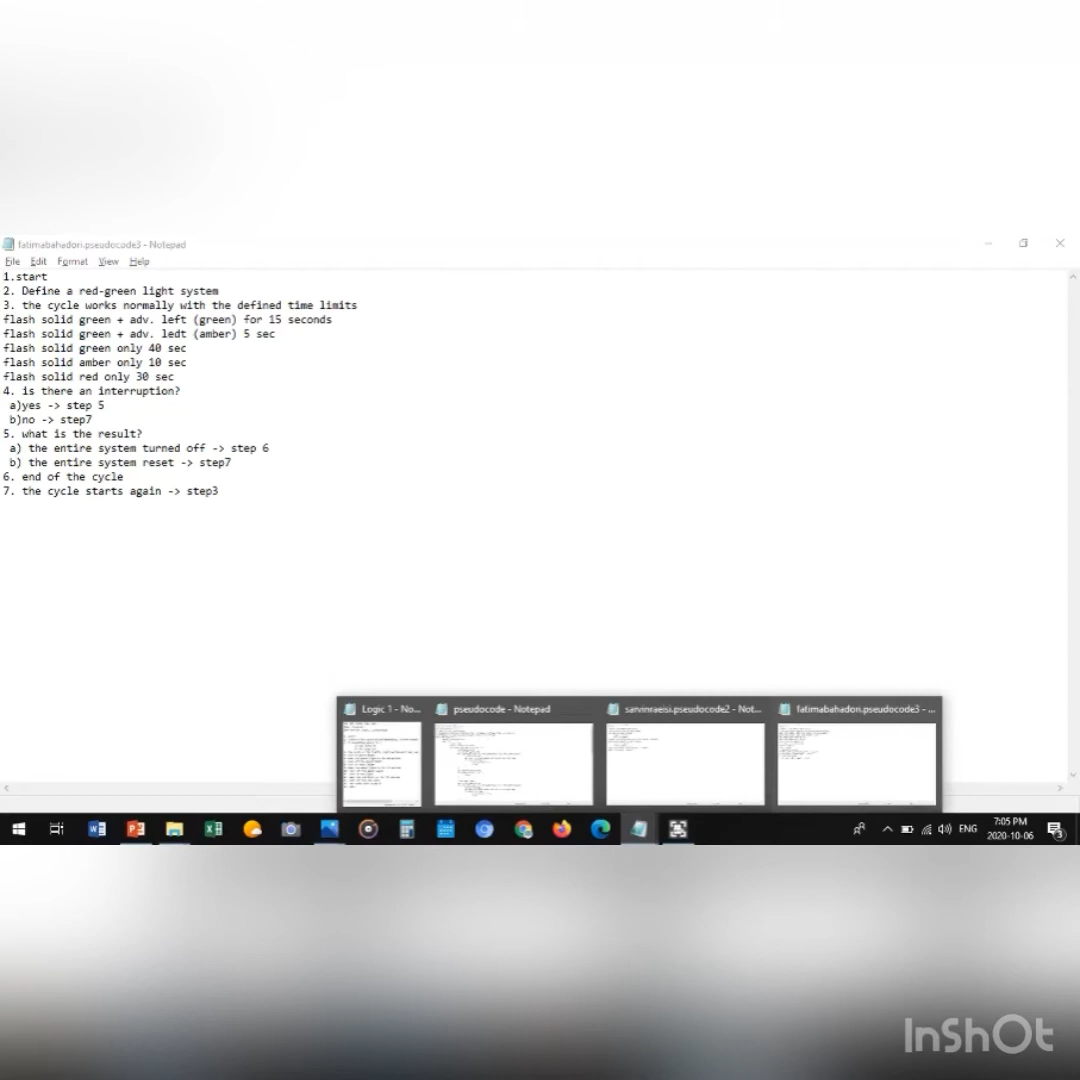 fatimabahadori.pseudocode3 - Notepad
File Edit Format View Help
1.start
2. Define a red-green light system
3. the cycle works normally with the defined time limits
flash solid green + adv. left (green) for 15 seconds
flash solid green + adv. ledt (amber) 5 sec
flash solid green only 40 sec
flash solid amber only 10 sec
flash solid red only 30 sec
4. is there an interruption?
a)yes -> step 5
b)no -> step7
5. what is the result?
a) the entire system turned off -> step 6
b) the entire system reset -> step7
6. end of the cycle
7. the cycle starts again -> step3
Logic 1 - No...
pseudocode - Notepad
sarvinraeisi.pseudocode2 - Not...
fatimabahadori.pseudocode3 - ...
ENG
7:05 PM
2020-10-06
3
InShOt